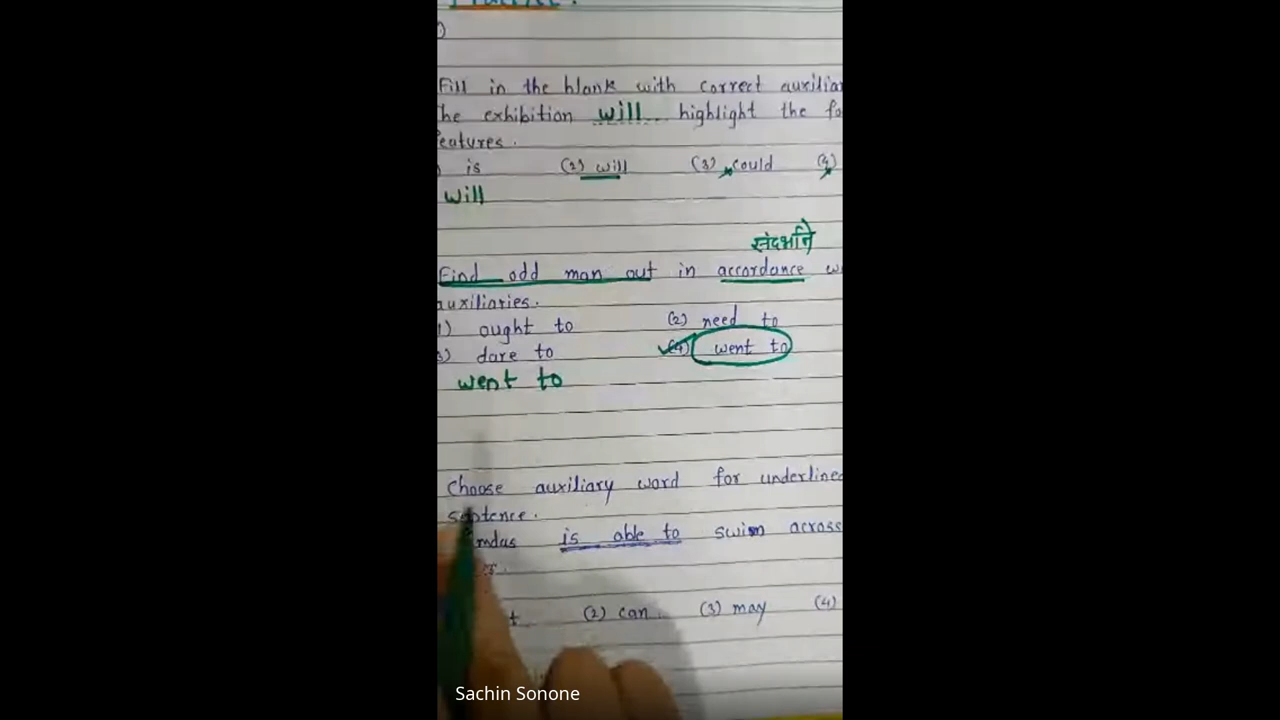 Practice:
)
Fill in the blank with correct auxiliar
he exhibition will highlight the fo
eatures.
is (2) will (3) could (4)
will
संदर्भाने
Find odd man out in accordance w
auxiliaries.
1) ought to (2) need to
3) dare to (4) went to
went to
Choose auxiliary word for underlined
sentence.
mdas is able to swim across
t (2) can (3) may (4)
Sachin Sonone